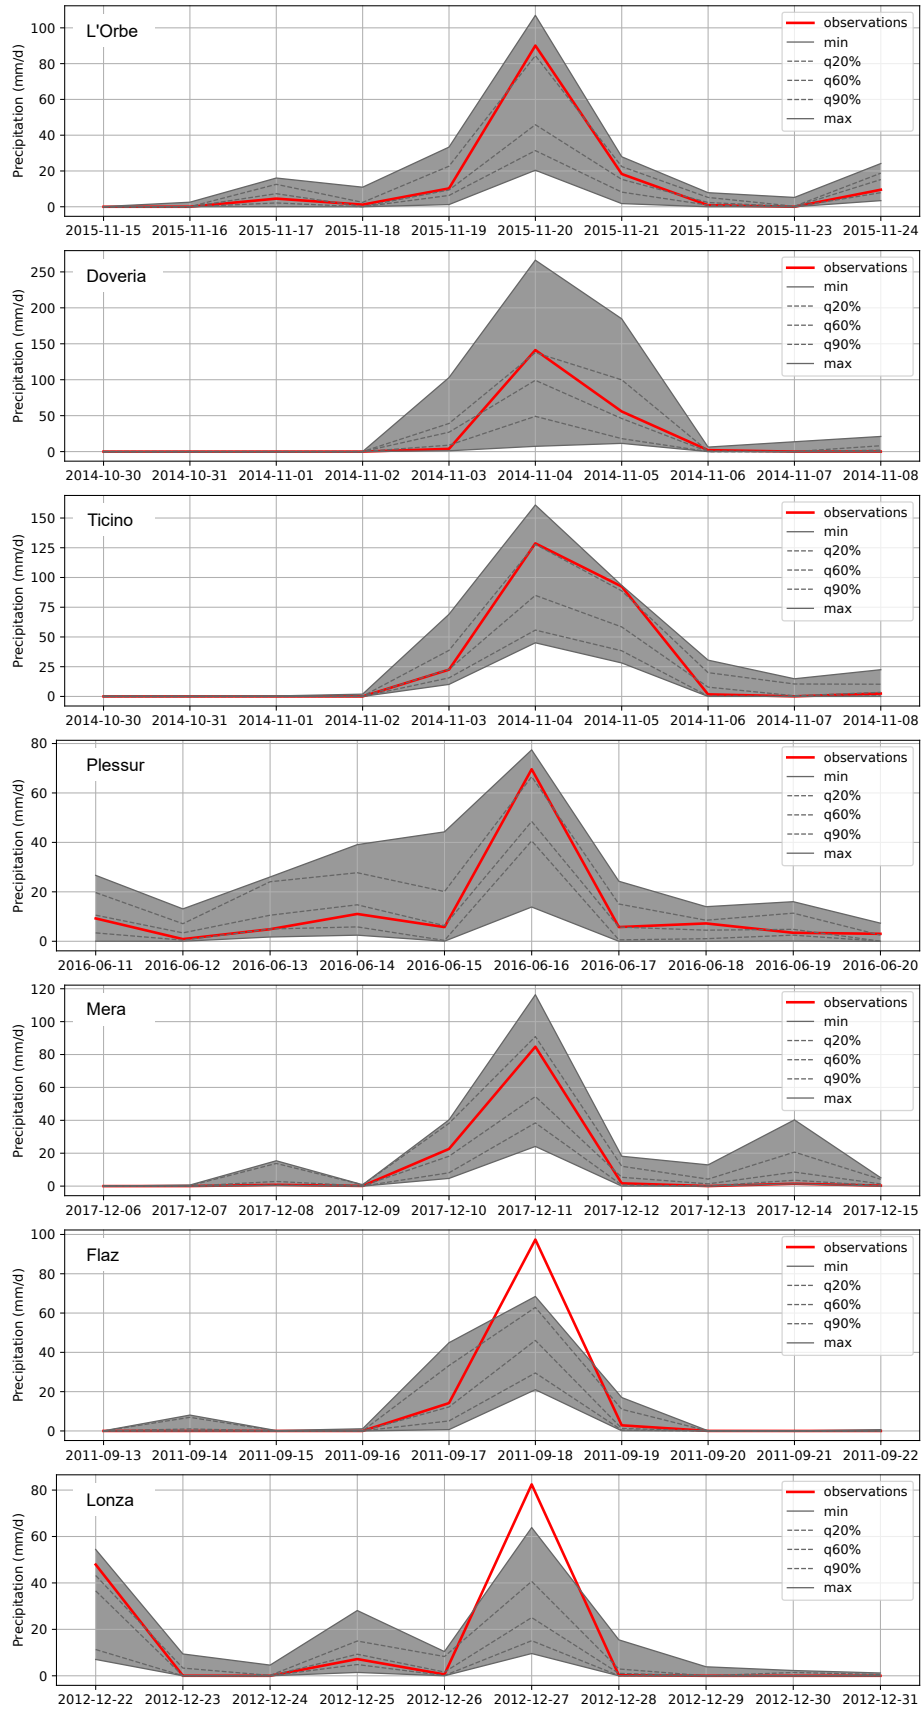 L'Orbe
Precipitation (mm/d)
100
80
60
40
20
0
observations
min
q20%
q60%
q90%
max
2015-11-15 2015-11-16 2015-11-17 2015-11-18 2015-11-19 2015-11-20 2015-11-21 2015-11-22 2015-11-23 2015-11-24
Doveria
Precipitation (mm/d)
250
200
150
100
50
0
observations
min
q20%
q60%
q90%
max
2014-10-30 2014-10-31 2014-11-01 2014-11-02 2014-11-03 2014-11-04 2014-11-05 2014-11-06 2014-11-07 2014-11-08
Ticino
Precipitation (mm/d)
150
125
100
75
50
25
0
observations
min
q20%
q60%
q90%
max
2014-10-30 2014-10-31 2014-11-01 2014-11-02 2014-11-03 2014-11-04 2014-11-05 2014-11-06 2014-11-07 2014-11-08
Plessur
Precipitation (mm/d)
80
60
40
20
0
observations
min
q20%
q60%
q90%
max
2016-06-11 2016-06-12 2016-06-13 2016-06-14 2016-06-15 2016-06-16 2016-06-17 2016-06-18 2016-06-19 2016-06-20
Mera
Precipitation (mm/d)
120
100
80
60
40
20
0
observations
min
q20%
q60%
q90%
max
2017-12-06 2017-12-07 2017-12-08 2017-12-09 2017-12-10 2017-12-11 2017-12-12 2017-12-13 2017-12-14 2017-12-15
Flaz
Precipitation (mm/d)
100
80
60
40
20
0
observations
min
q20%
q60%
q90%
max
2011-09-13 2011-09-14 2011-09-15 2011-09-16 2011-09-17 2011-09-18 2011-09-19 2011-09-20 2011-09-21 2011-09-22
Lonza
Precipitation (mm/d)
80
60
40
20
0
observations
min
q20%
q60%
q90%
max
2012-12-22 2012-12-23 2012-12-24 2012-12-25 2012-12-26 2012-12-27 2012-12-28 2012-12-29 2012-12-30 2012-12-31